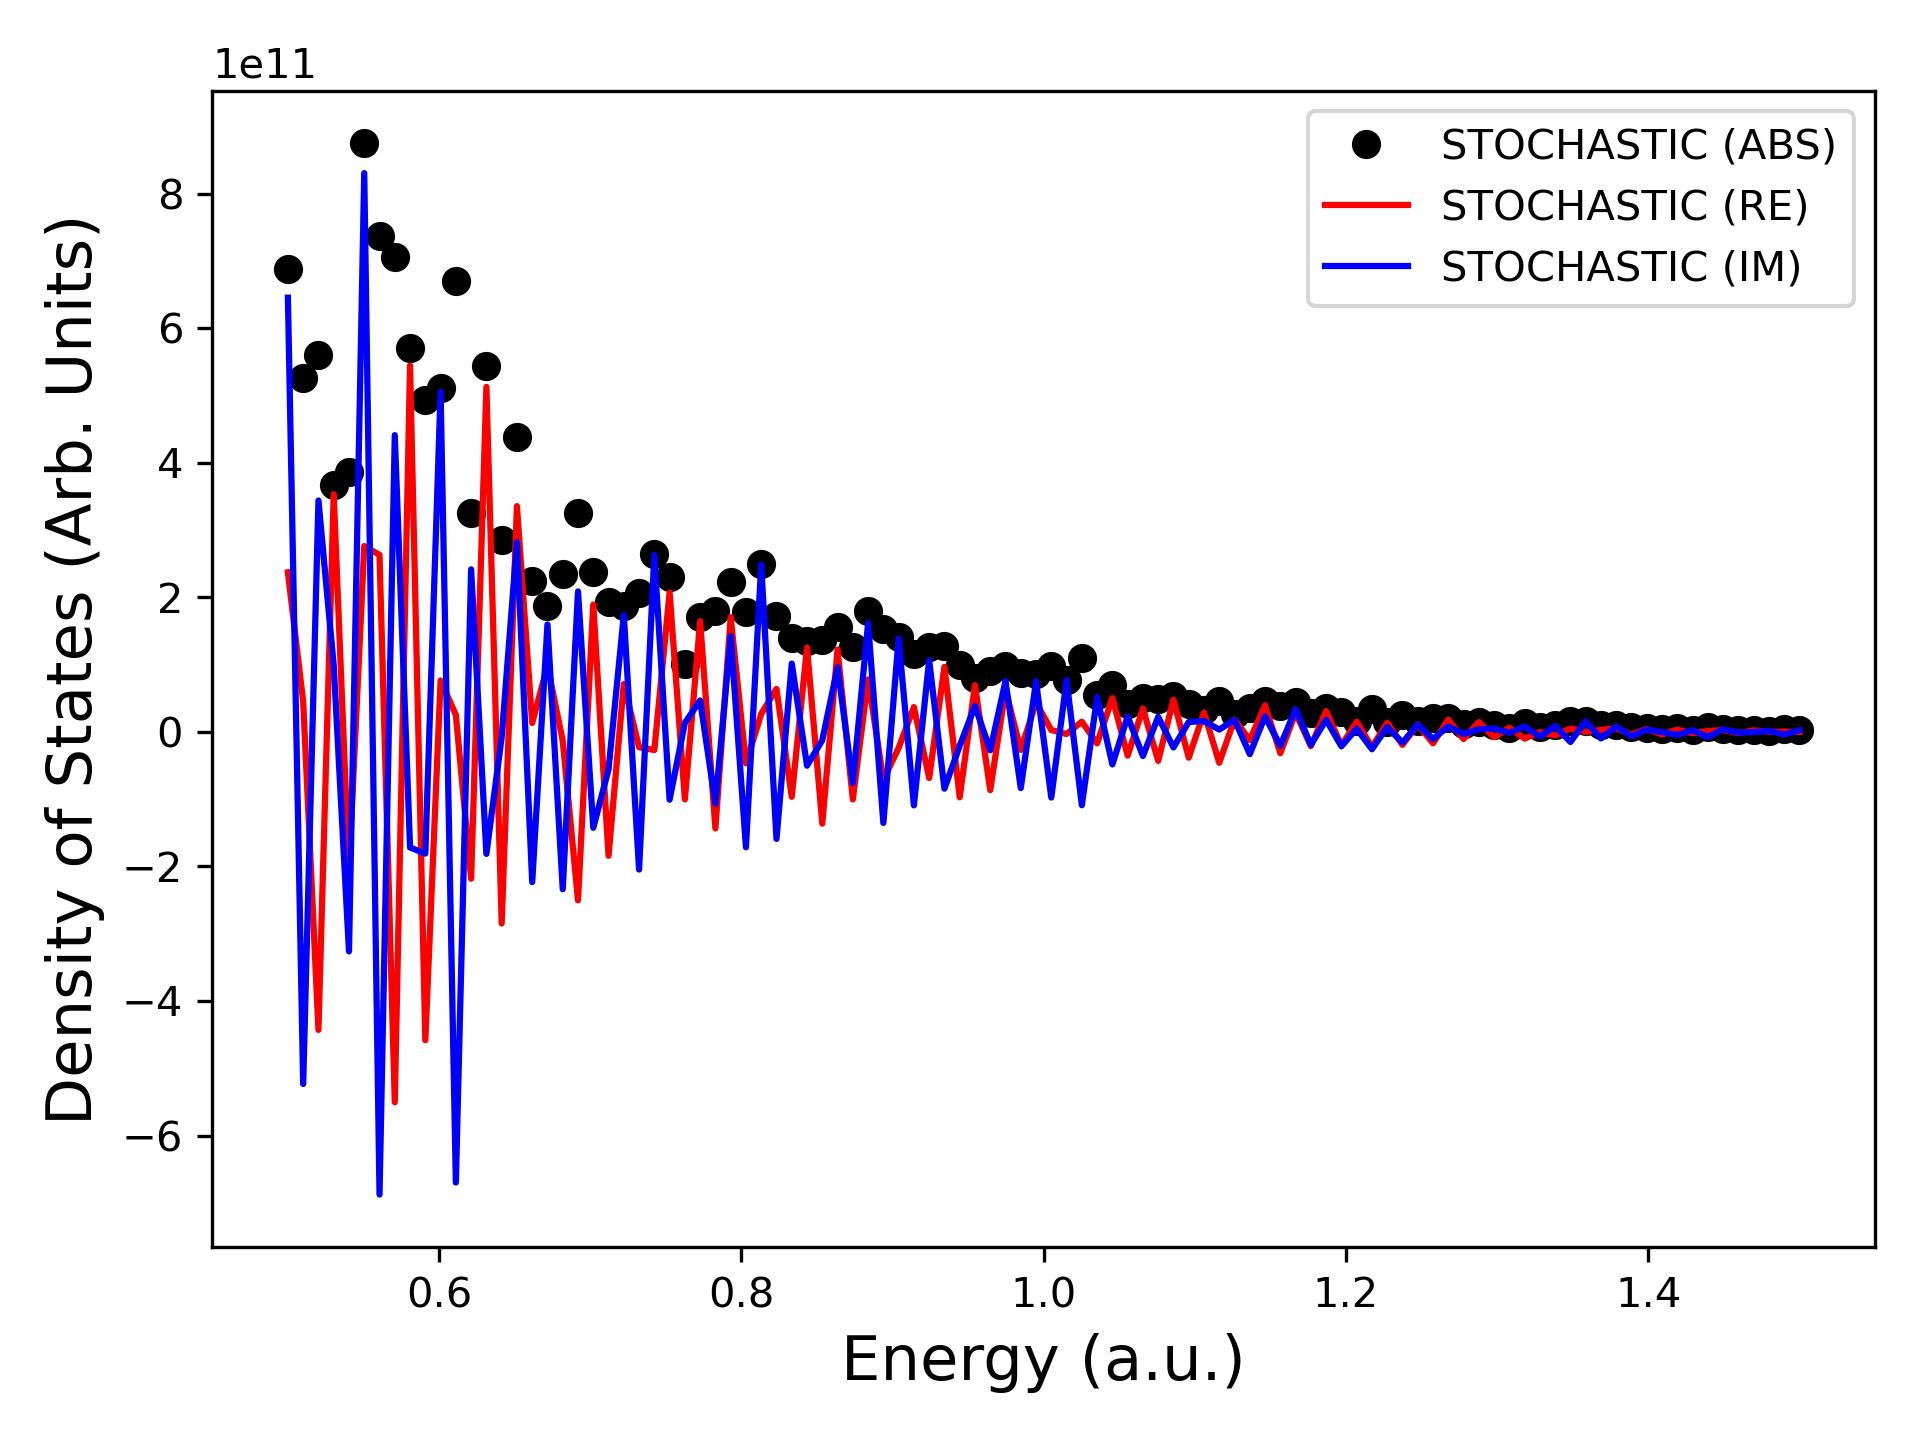 1e11
STOCHASTIC (ABS)
STOCHASTIC (RE)
STOCHASTIC (IM)
Density of States (Arb. Units)
8
6
4
2
0
−2
−4
−6
0.6 0.8 1.0 1.2 1.4
Energy (a.u.)